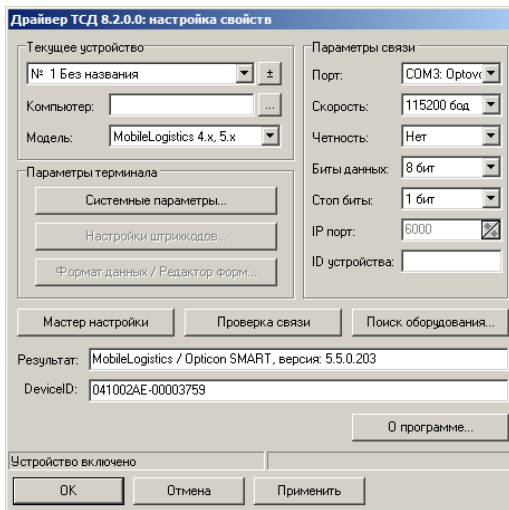 Драйвер ТСД 8.2.0.0: настройка свойств
Текущее устройство
№ 1 Без названия
±
Компьютер:
...
Модель: MobileLogistics 4.x, 5.x
Параметры терминала
Системные параметры...
Настройки штрихкодов...
Формат данных / Редактор форм...
Параметры связи
Порт: COM3: Optovo
Скорость: 115200 бод
Четность: Нет
Биты данных: 8 бит
Стоп биты: 1 бит
IP порт: 6000
ID устройства:
Мастер настройки
Проверка связи
Поиск оборудования...
Результат: MobileLogistics / Opticon SMART, версия: 5.5.0.203
DeviceID: 041002AE-00003759
О программе...
Устройство включено
OK
Отмена
Применить